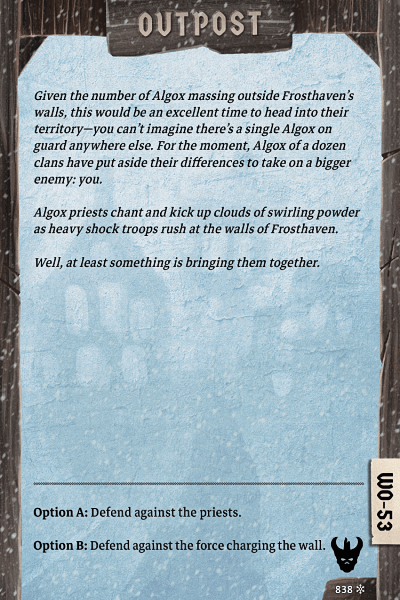 OUTPOST
Given the number of Algox massing outside Frosthaven's
walls, this would be an excellent time to head into their
territory—you can't imagine there's a single Algox on
guard anywhere else. For the moment, Algox of a dozen
clans have put aside their differences to take on a bigger
enemy: you.
Algox priests chant and kick up clouds of swirling powder
as heavy shock troops rush at the walls of Frosthaven.
Well, at least something is bringing them together.
Option A: Defend against the priests.
Option B: Defend against the force charging the wall.
WO-53
838